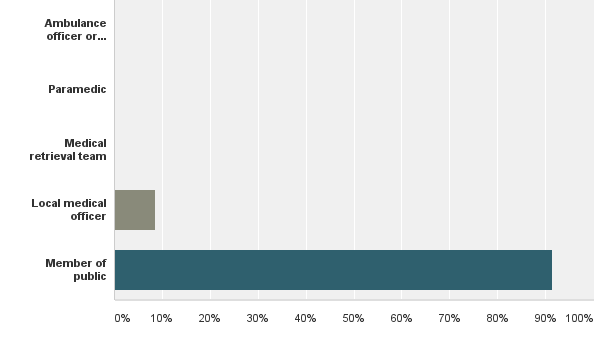 Ambulance
officer or...
Paramedic
Medical
retrieval team
Local medical
officer
Member of
public
0% 10% 20% 30% 40% 50% 60% 70% 80% 90% 100%